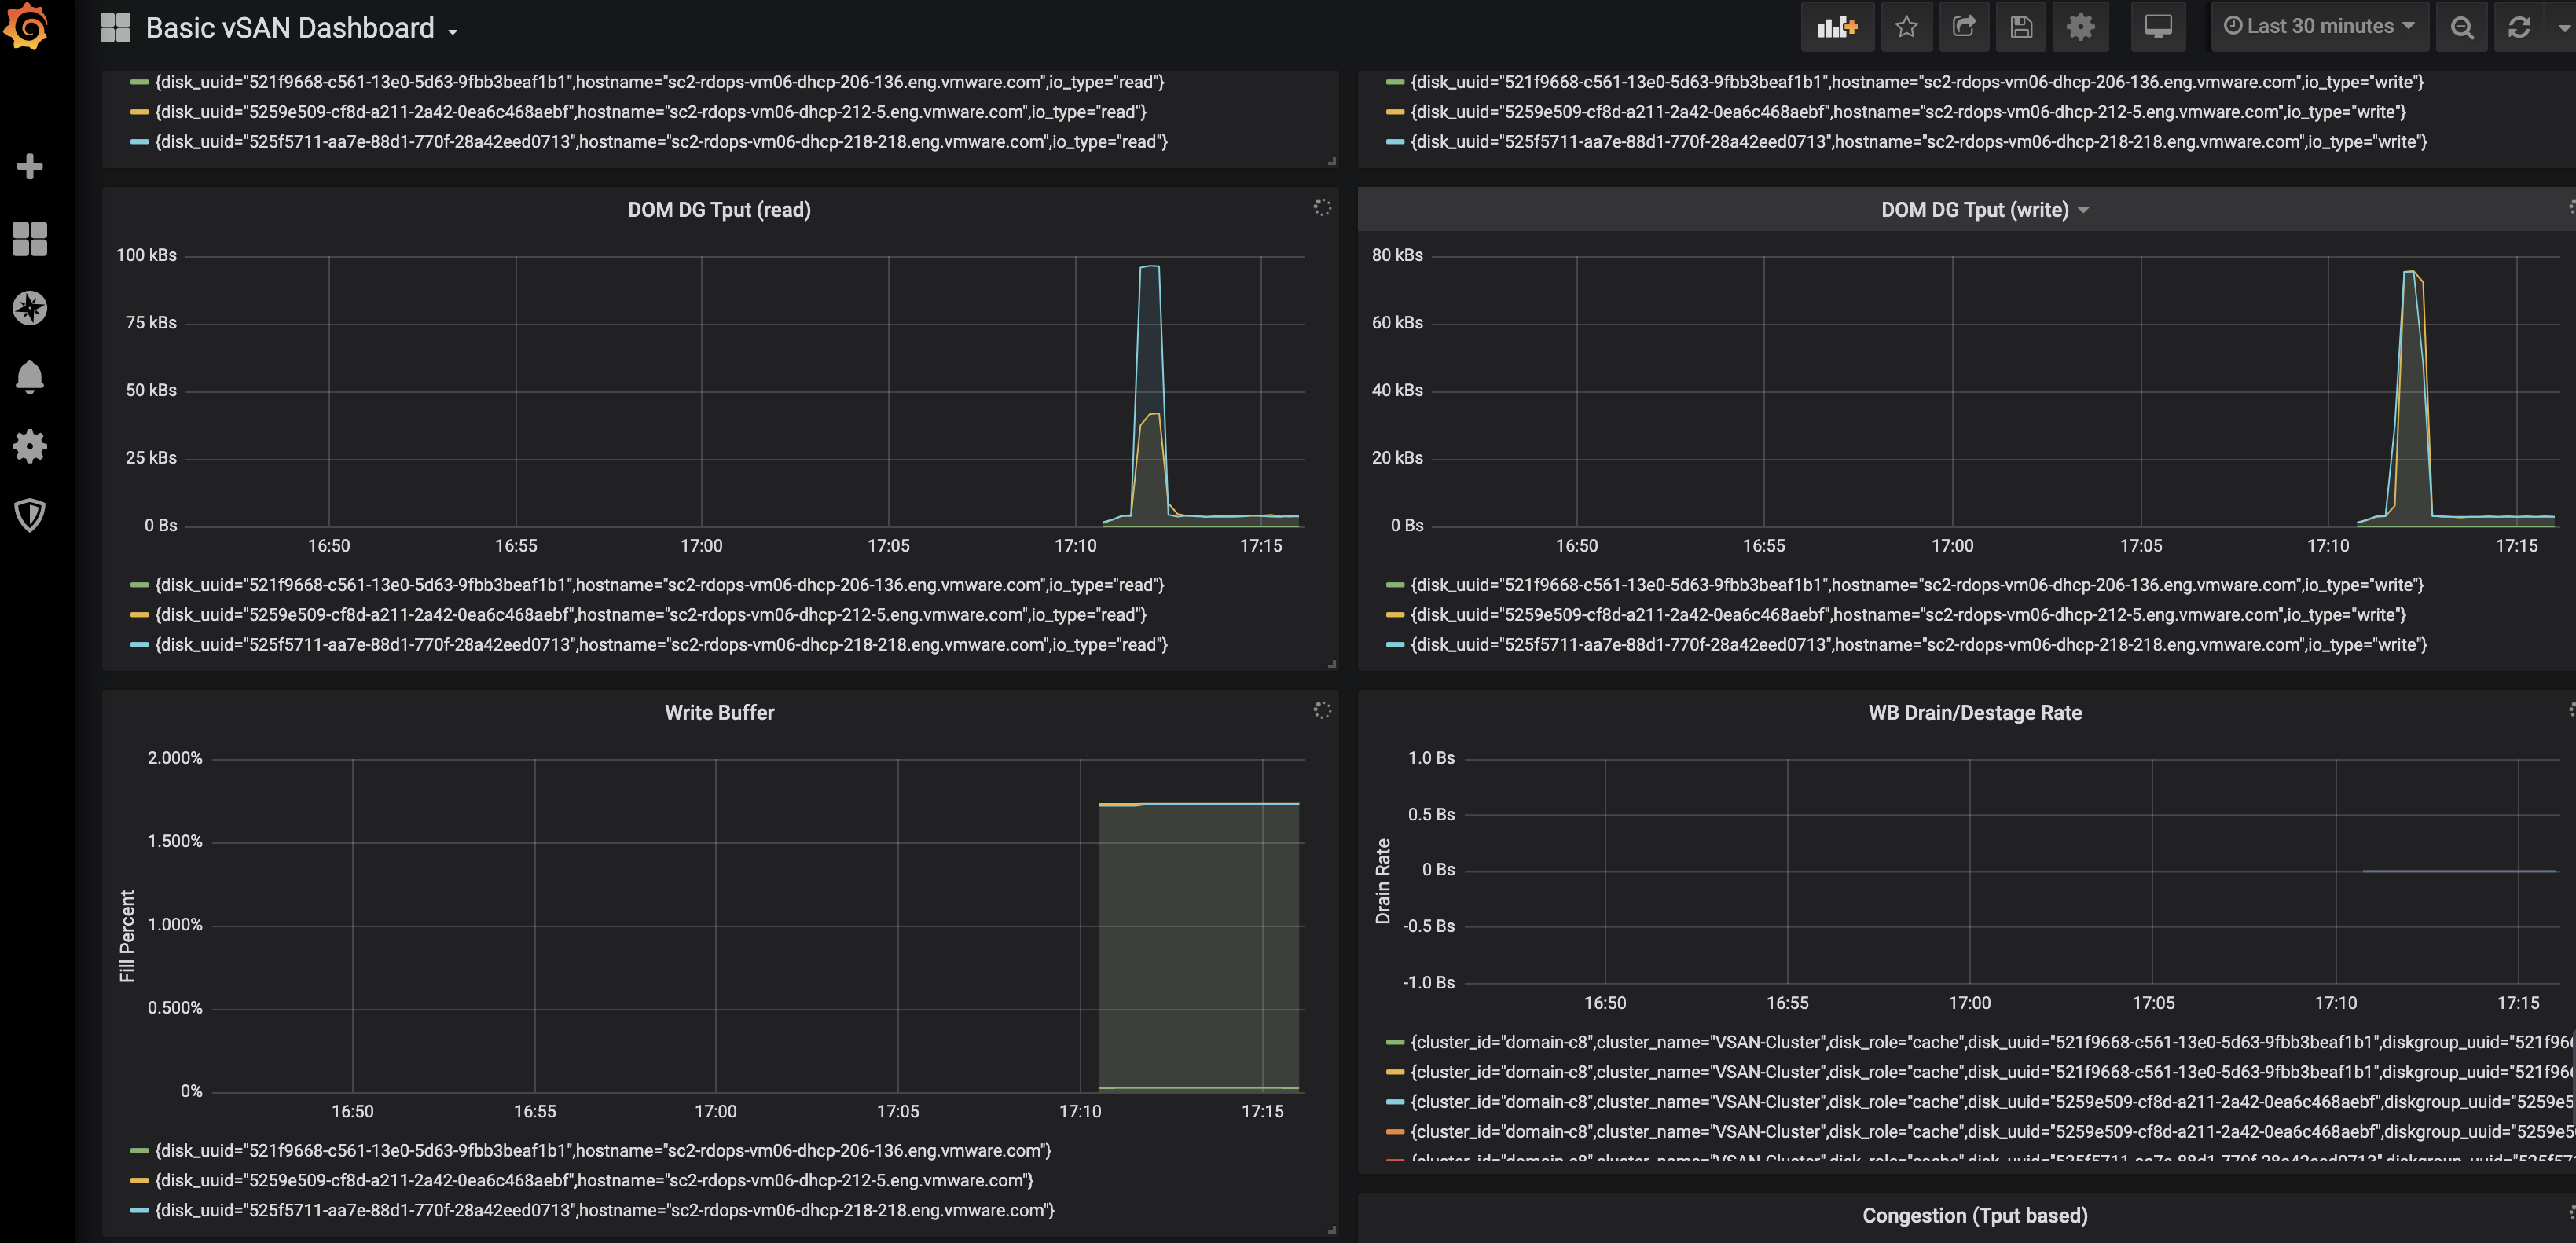 Basic vSAN Dashboard
Last 30 minutes
{disk_uuid="521f9668-c561-13e0-5d63-9fbb3beaf1b1",hostname="sc2-rdops-vm06-dhcp-206-136.eng.vmware.com",io_type="read"}
{disk_uuid="5259e509-cf8d-a211-2a42-0ea6c468aebf",hostname="sc2-rdops-vm06-dhcp-212-5.eng.vmware.com",io_type="read"}
{disk_uuid="525f5711-aa7e-88d1-770f-28a42eed0713",hostname="sc2-rdops-vm06-dhcp-218-218.eng.vmware.com",io_type="read"}
{disk_uuid="521f9668-c561-13e0-5d63-9fbb3beaf1b1",hostname="sc2-rdops-vm06-dhcp-206-136.eng.vmware.com",io_type="write"}
{disk_uuid="5259e509-cf8d-a211-2a42-0ea6c468aebf",hostname="sc2-rdops-vm06-dhcp-212-5.eng.vmware.com",io_type="write"}
{disk_uuid="525f5711-aa7e-88d1-770f-28a42eed0713",hostname="sc2-rdops-vm06-dhcp-218-218.eng.vmware.com",io_type="write"}
DOM DG Tput (read)
100 kBs
75 kBs
50 kBs
25 kBs
0 Bs
16:50 16:55 17:00 17:05 17:10 17:15
{disk_uuid="521f9668-c561-13e0-5d63-9fbb3beaf1b1",hostname="sc2-rdops-vm06-dhcp-206-136.eng.vmware.com",io_type="read"}
{disk_uuid="5259e509-cf8d-a211-2a42-0ea6c468aebf",hostname="sc2-rdops-vm06-dhcp-212-5.eng.vmware.com",io_type="read"}
{disk_uuid="525f5711-aa7e-88d1-770f-28a42eed0713",hostname="sc2-rdops-vm06-dhcp-218-218.eng.vmware.com",io_type="read"}
DOM DG Tput (write)
80 kBs
60 kBs
40 kBs
20 kBs
0 Bs
16:50 16:55 17:00 17:05 17:10 17:15
{disk_uuid="521f9668-c561-13e0-5d63-9fbb3beaf1b1",hostname="sc2-rdops-vm06-dhcp-206-136.eng.vmware.com",io_type="write"}
{disk_uuid="5259e509-cf8d-a211-2a42-0ea6c468aebf",hostname="sc2-rdops-vm06-dhcp-212-5.eng.vmware.com",io_type="write"}
{disk_uuid="525f5711-aa7e-88d1-770f-28a42eed0713",hostname="sc2-rdops-vm06-dhcp-218-218.eng.vmware.com",io_type="write"}
Write Buffer
Fill Percent
2.000%
1.500%
1.000%
0.500%
0%
16:50 16:55 17:00 17:05 17:10 17:15
{disk_uuid="521f9668-c561-13e0-5d63-9fbb3beaf1b1",hostname="sc2-rdops-vm06-dhcp-206-136.eng.vmware.com"}
{disk_uuid="5259e509-cf8d-a211-2a42-0ea6c468aebf",hostname="sc2-rdops-vm06-dhcp-212-5.eng.vmware.com"}
{disk_uuid="525f5711-aa7e-88d1-770f-28a42eed0713",hostname="sc2-rdops-vm06-dhcp-218-218.eng.vmware.com"}
WB Drain/Destage Rate
Drain Rate
1.0 Bs
0.5 Bs
0 Bs
-0.5 Bs
-1.0 Bs
16:50 16:55 17:00 17:05 17:10 17:15
{cluster_id="domain-c8",cluster_name="VSAN-Cluster",disk_role="cache",disk_uuid="521f9668-c561-13e0-5d63-9fbb3beaf1b1",diskgroup_uuid="521f96
{cluster_id="domain-c8",cluster_name="VSAN-Cluster",disk_role="cache",disk_uuid="521f9668-c561-13e0-5d63-9fbb3beaf1b1",diskgroup_uuid="521f96
{cluster_id="domain-c8",cluster_name="VSAN-Cluster",disk_role="cache",disk_uuid="5259e509-cf8d-a211-2a42-0ea6c468aebf",diskgroup_uuid="5259e5
{cluster_id="domain-c8",cluster_name="VSAN-Cluster",disk_role="cache",disk_uuid="5259e509-cf8d-a211-2a42-0ea6c468aebf",diskgroup_uuid="5259e5
Congestion (Tput based)